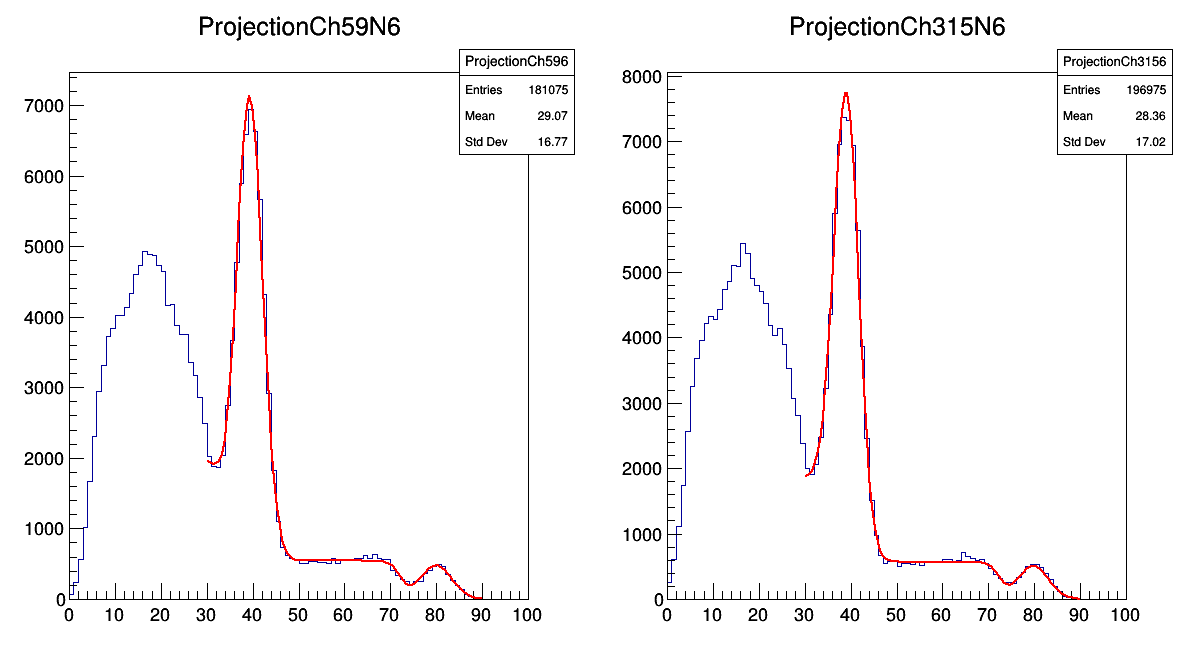 ProjectionCh59N6
ProjectionCh596
Entries 181075
Mean 29.07
Std Dev 16.77
7000
6000
5000
4000
3000
2000
1000
0
0 10 20 30 40 50 60 70 80 90 100
ProjectionCh315N6
ProjectionCh3156
Entries 196975
Mean 28.36
Std Dev 17.02
8000
7000
6000
5000
4000
3000
2000
1000
0
0 10 20 30 40 50 60 70 80 90 100